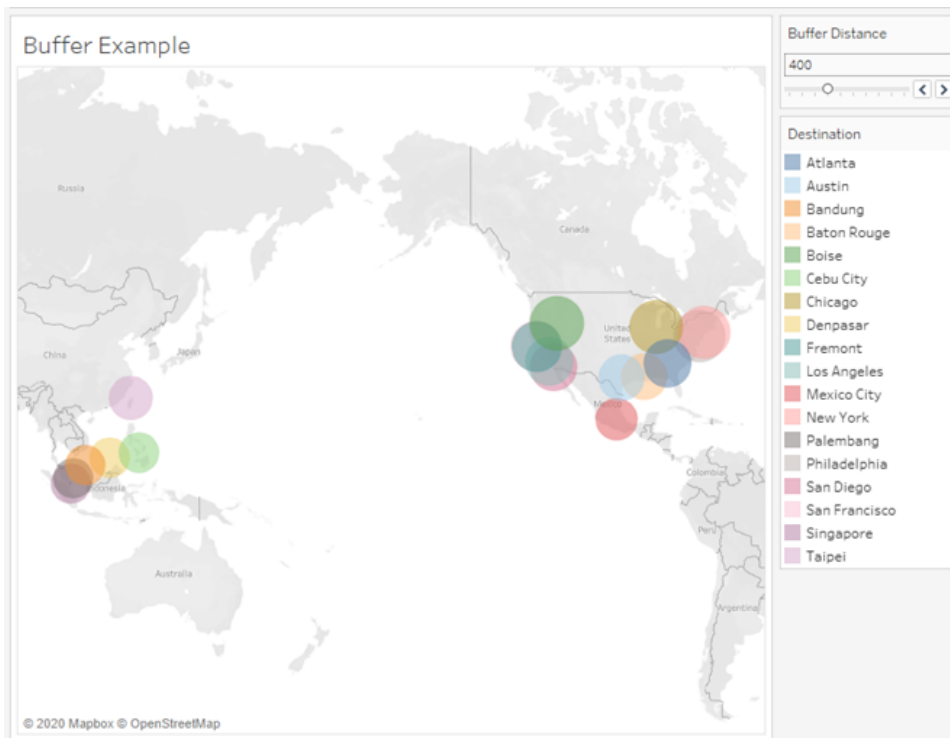 Buffer Example
Buffer Distance
400
Destination
Atlanta
Austin
Bandung
Baton Rouge
Boise
Cebu City
Chicago
Denpasar
Fremont
Los Angeles
Mexico City
New York
Palembang
Philadelphia
San Diego
San Francisco
Singapore
Taipei
Russia
Canada
United
States
China
Japan
Mexico
Indonesia
Colombia
Peru
Australia
Argentina
© 2020 Mapbox © OpenStreetMap